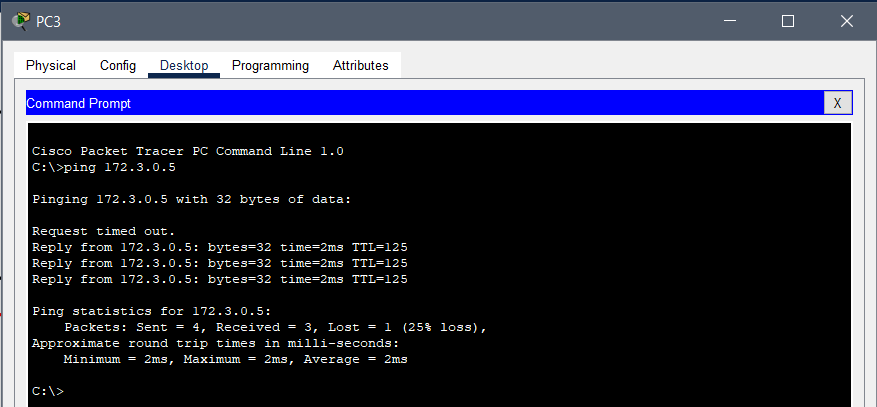 PC3
Physical Config Desktop Programming Attributes
Command Prompt
X
Cisco Packet Tracer PC Command Line 1.0
C:\>ping 172.3.0.5
Pinging 172.3.0.5 with 32 bytes of data:
Request timed out.
Reply from 172.3.0.5: bytes=32 time=2ms TTL=125
Reply from 172.3.0.5: bytes=32 time=2ms TTL=125
Reply from 172.3.0.5: bytes=32 time=2ms TTL=125
Ping statistics for 172.3.0.5:
    Packets: Sent = 4, Received = 3, Lost = 1 (25% loss),
Approximate round trip times in milli-seconds:
    Minimum = 2ms, Maximum = 2ms, Average = 2ms
C:\>